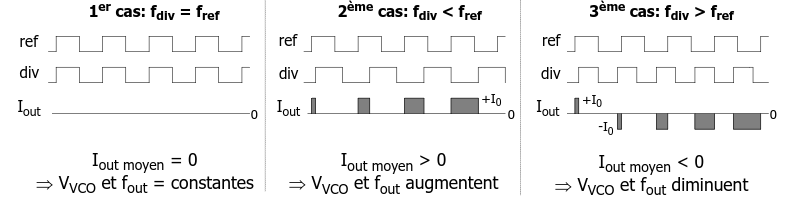 1er cas: fdiv = fref
ref
div
Iout
0
Iout moyen = 0
⇒ VVCO et fout = constantes
2ème cas: fdiv < fref
ref
div
Iout
+I0
0
Iout moyen > 0
⇒ VVCO et fout augmentent
3ème cas: fdiv > fref
ref
div
Iout
+I0
-I0
0
Iout moyen < 0
⇒ VVCO et fout diminuent